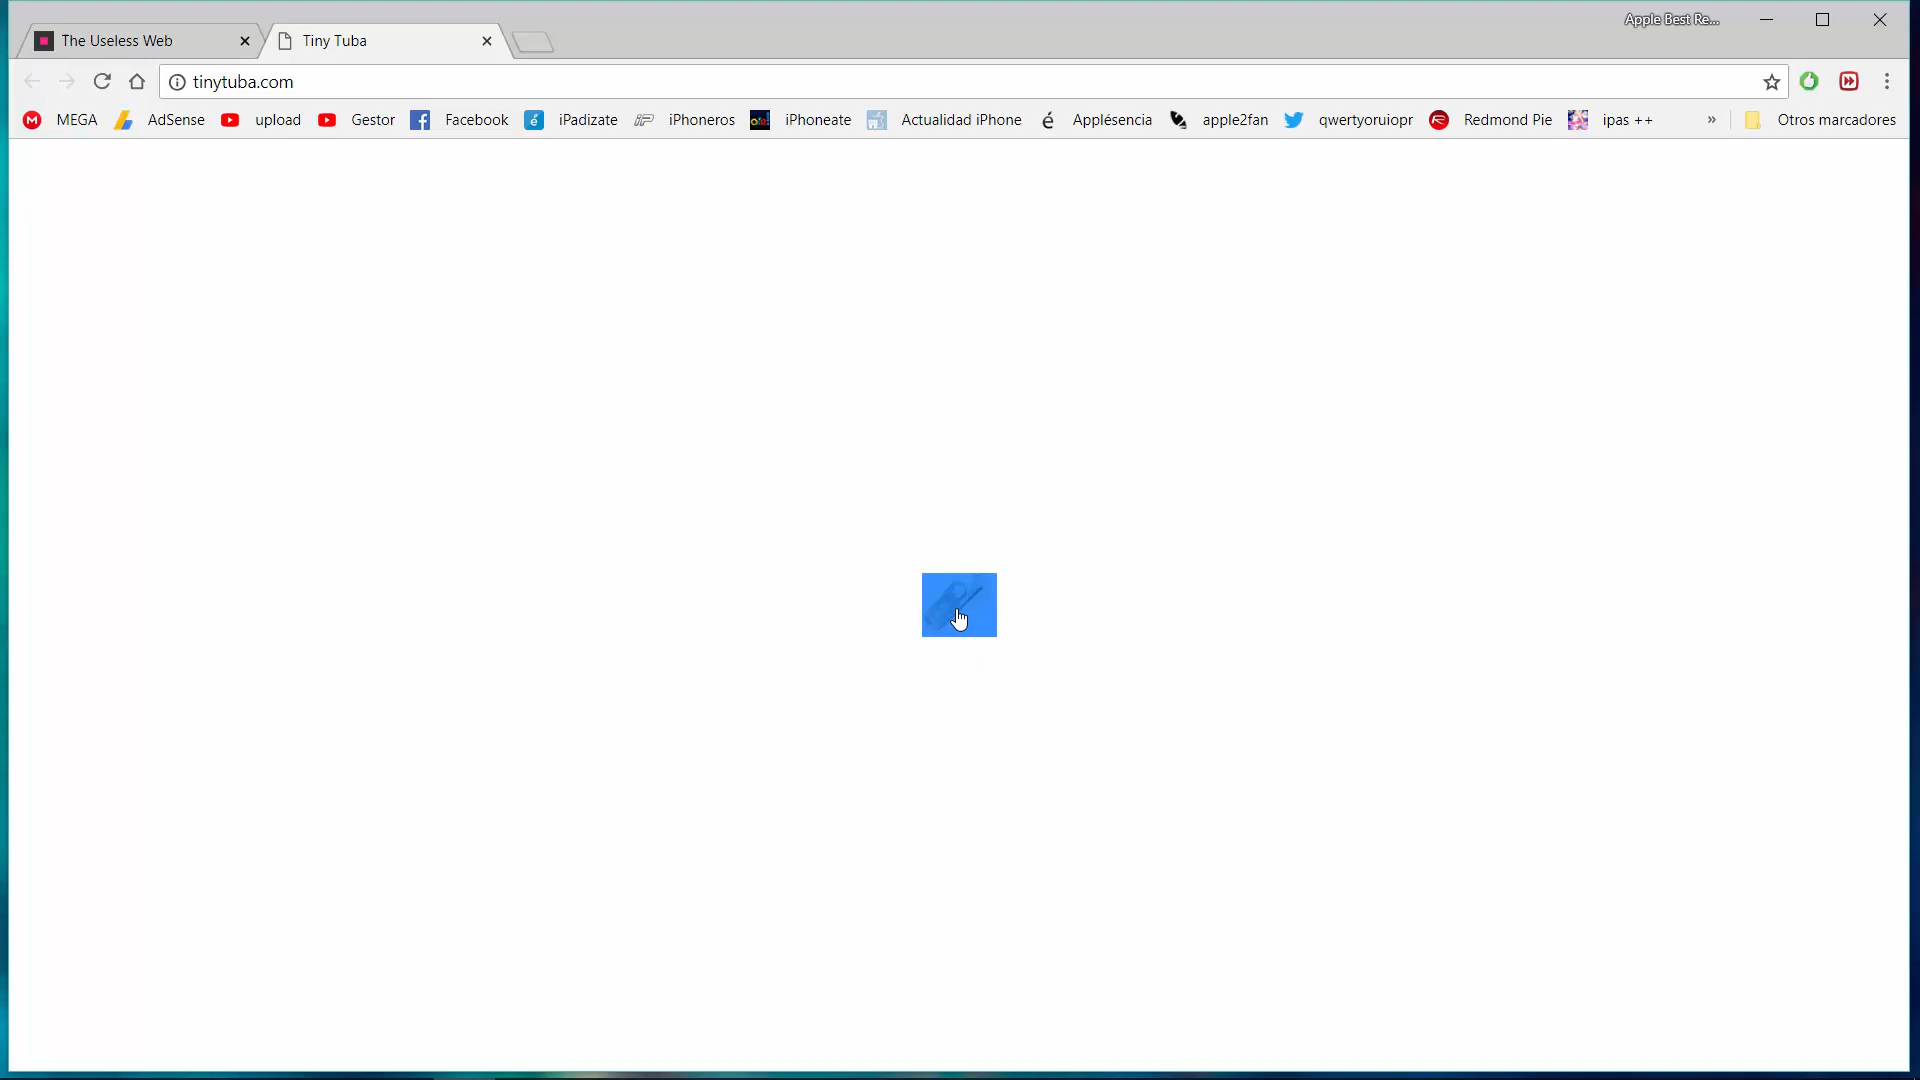 Apple Best Re...
The Useless Web
Tiny Tuba
tinytuba.com
MEGA
AdSense
upload
Gestor
Facebook
iPadizate
iPhoneros
iPhoneate
Actualidad iPhone
Applésencia
apple2fan
qwertyoruiopr
Redmond Pie
ipas ++
»
Otros marcadores